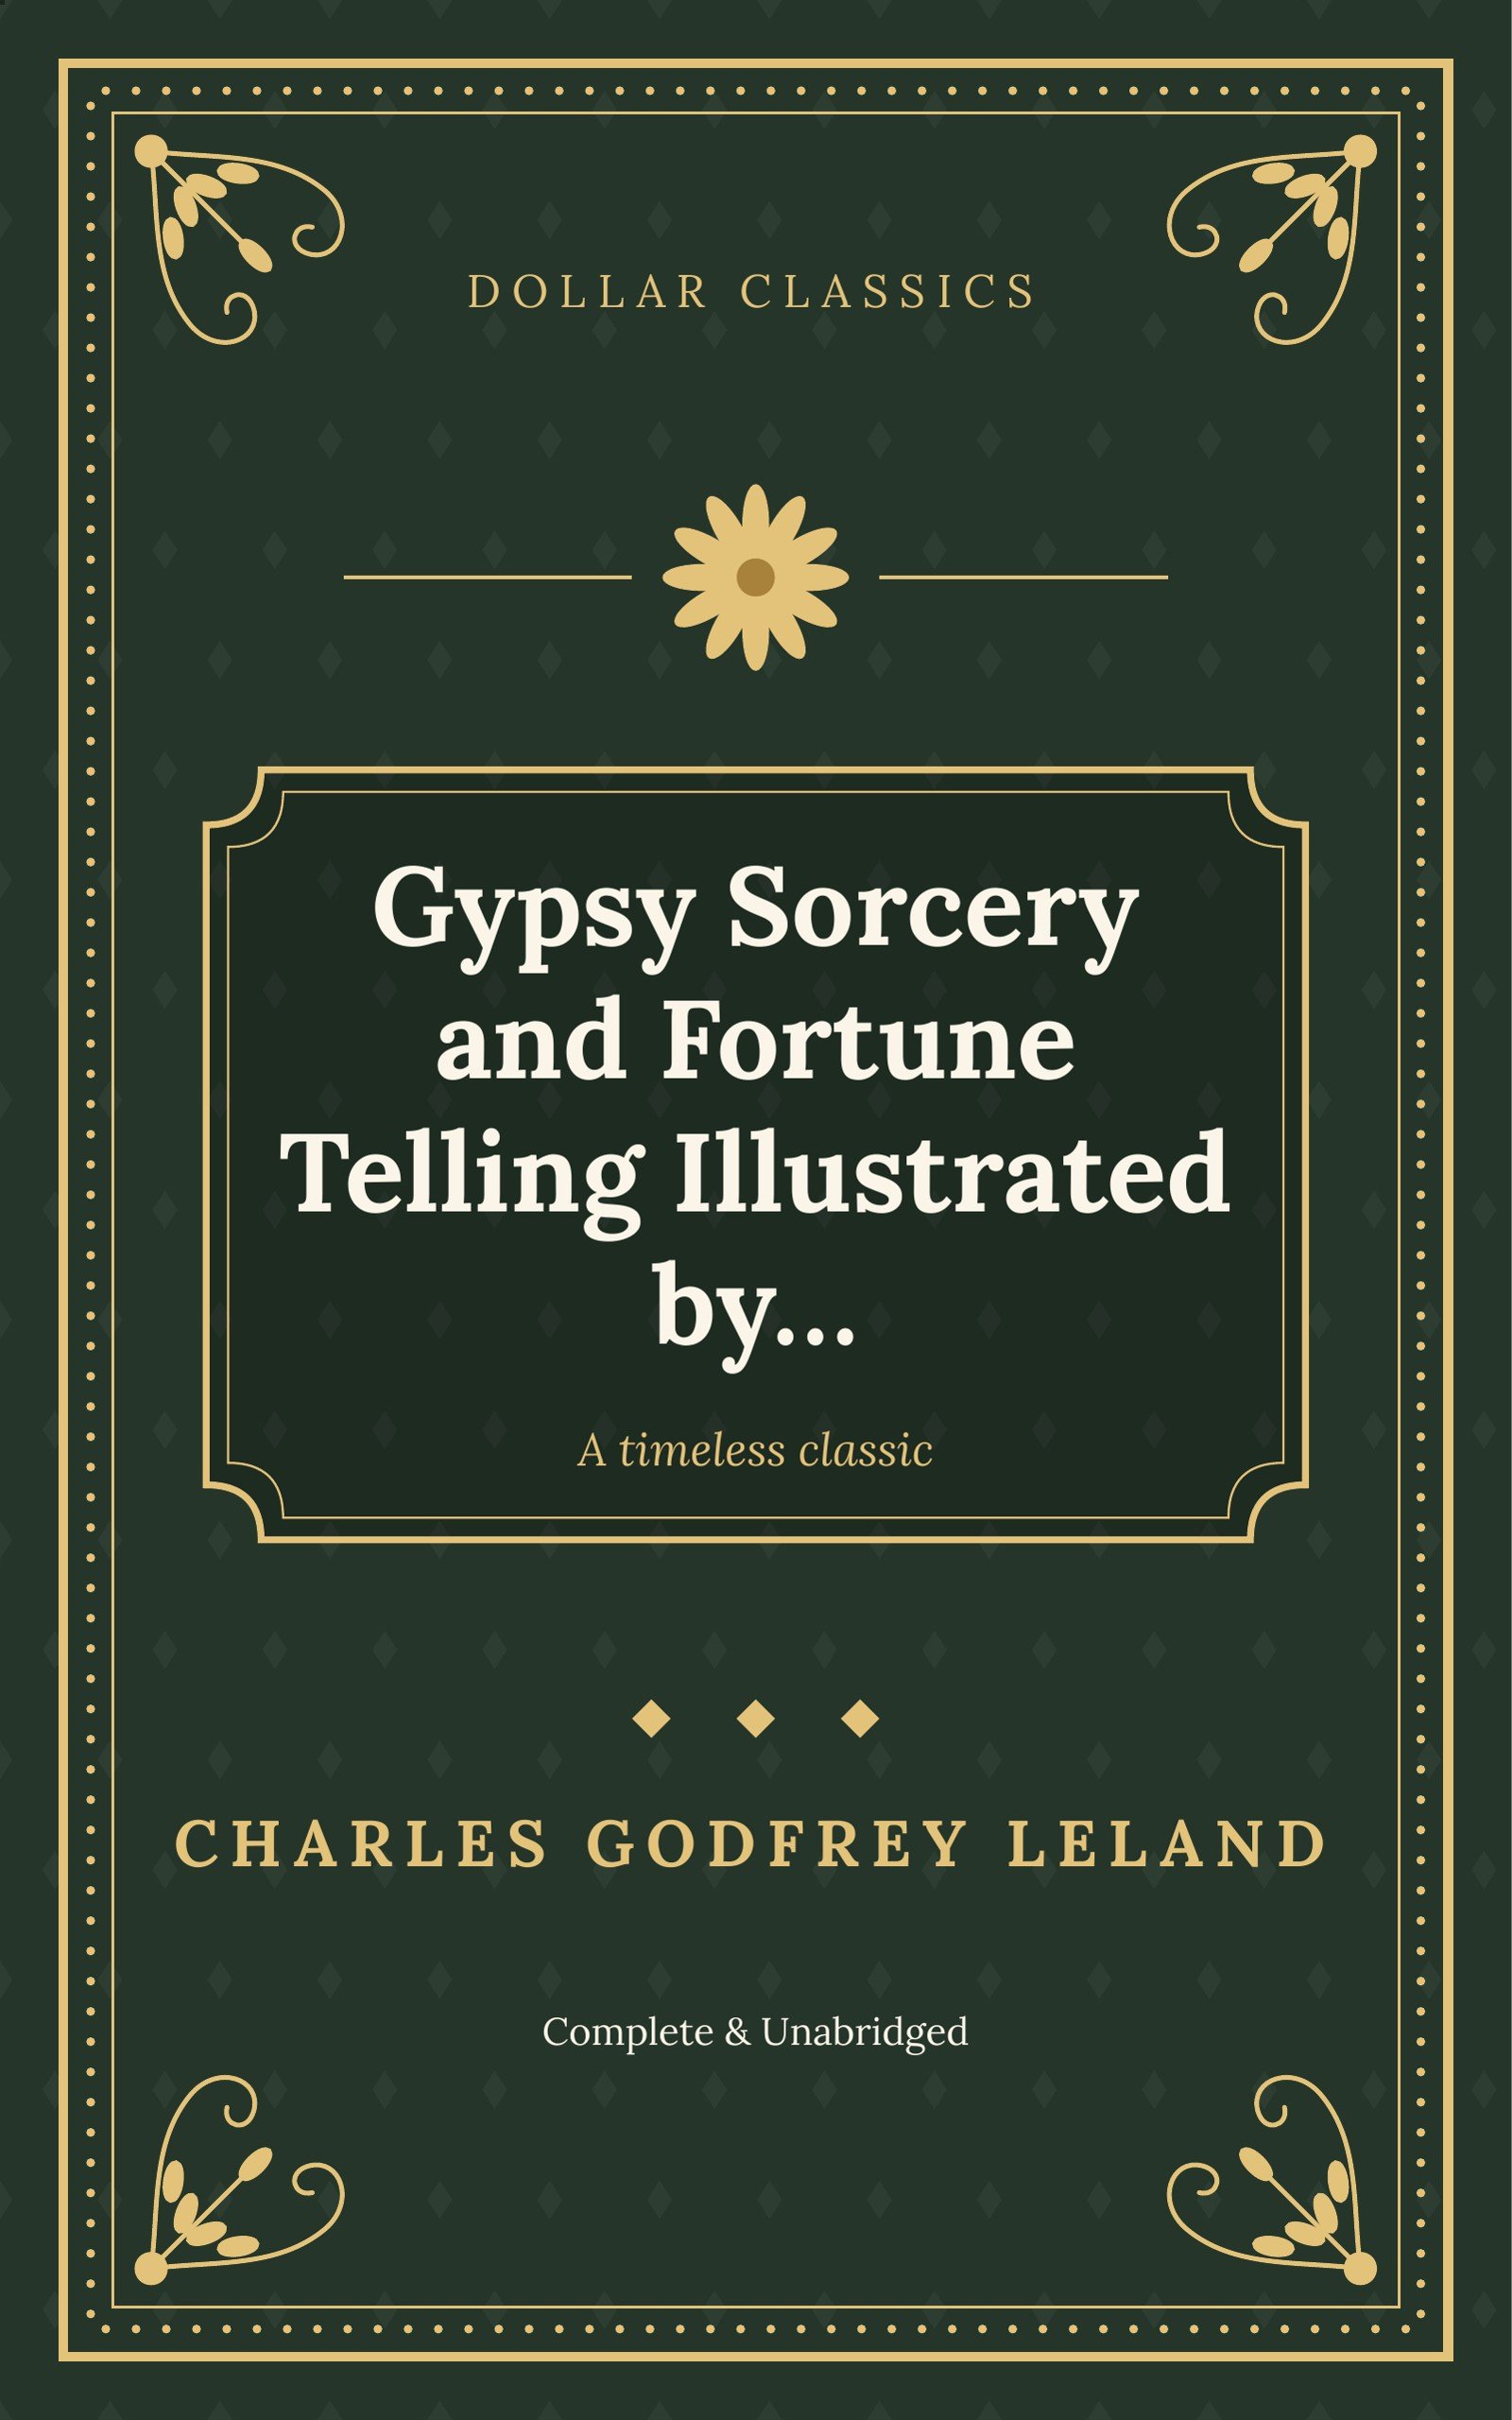 DOLLAR CLASSICS
Gypsy Sorcery
and Fortune
Telling Illustrated
by...
A timeless classic
CHARLES GODFREY LELAND
Complete & Unabridged